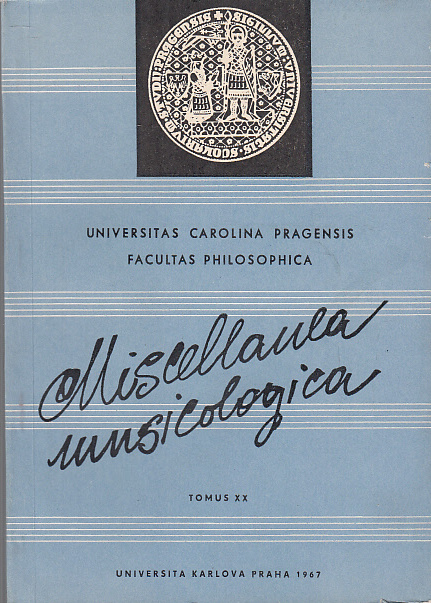 UNIVERSITAS CAROLINA PRAGENSIS
FACULTAS PHILOSOPHICA
Miscellanea
musicologica
TOMUS XX
UNIVERSITA KARLOVA PRAHA 1967